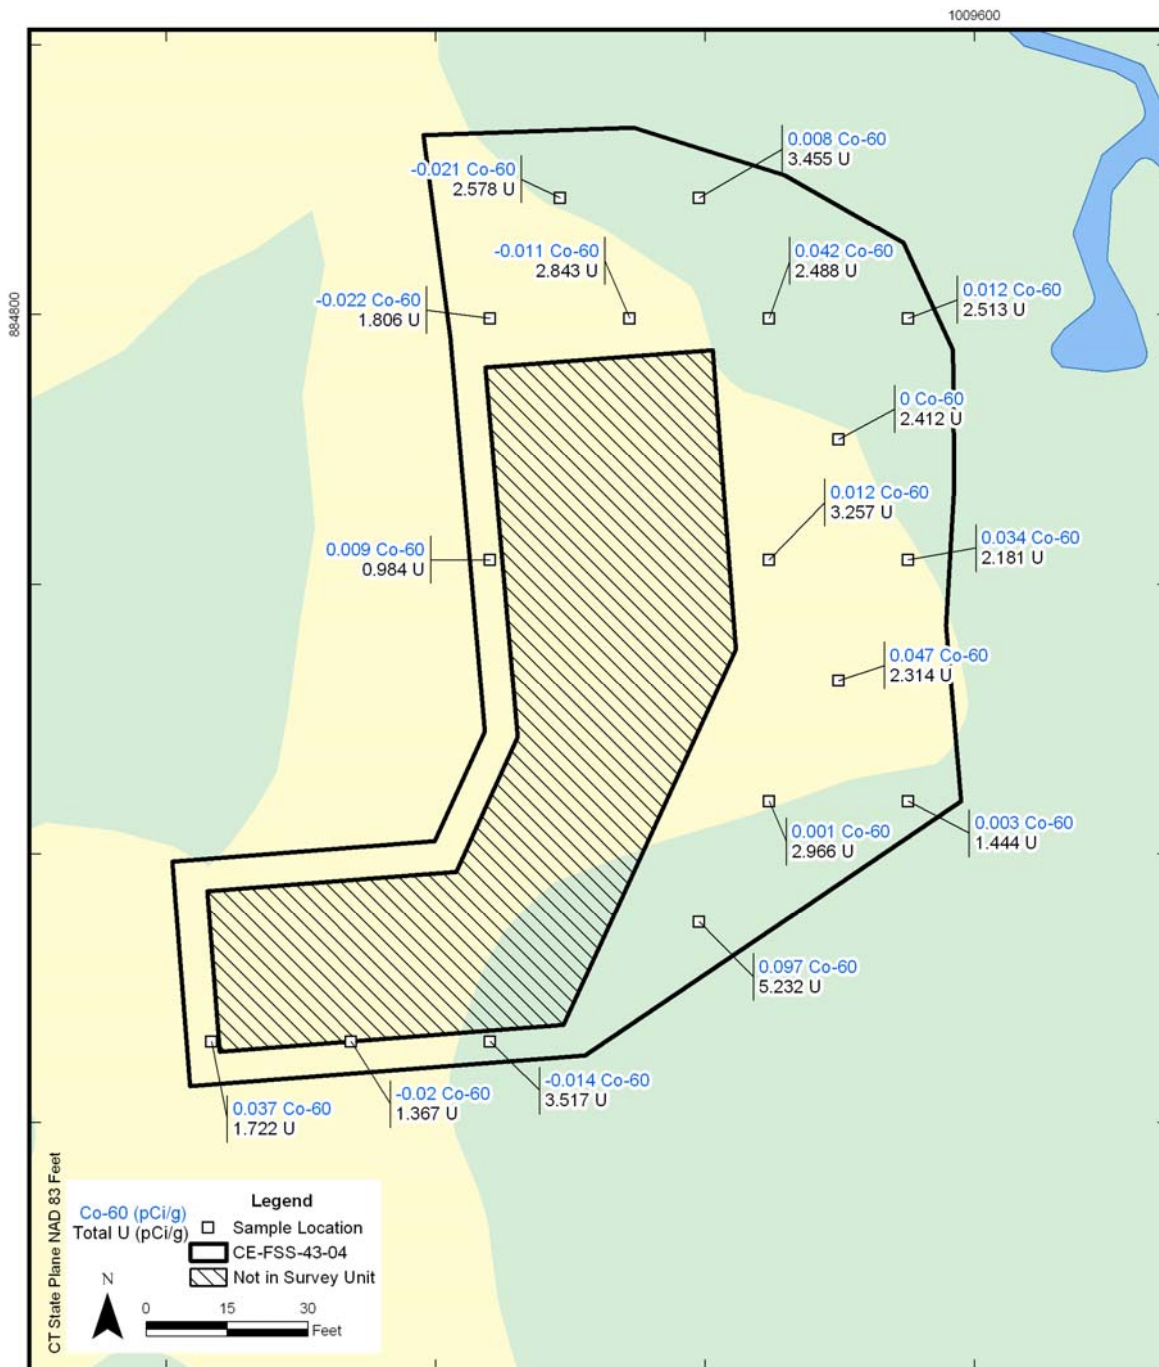 1009600
884800
0.008 Co-60
3.455 U
-0.021 Co-60
2.578 U
-0.011 Co-60
2.843 U
0.042 Co-60
2.488 U
-0.022 Co-60
1.806 U
0.012 Co-60
2.513 U
0 Co-60
2.412 U
0.012 Co-60
3.257 U
0.009 Co-60
0.984 U
0.034 Co-60
2.181 U
0.047 Co-60
2.314 U
0.001 Co-60
2.966 U
0.003 Co-60
1.444 U
0.097 Co-60
5.232 U
-0.014 Co-60
3.517 U
-0.02 Co-60
1.367 U
0.037 Co-60
1.722 U
CT State Plane NAD 83 Feet
Legend
Co-60 (pCi/g)
Total U (pCi/g)
Sample Location
CE-FSS-43-04
Not in Survey Unit
N
0 15 30
Feet